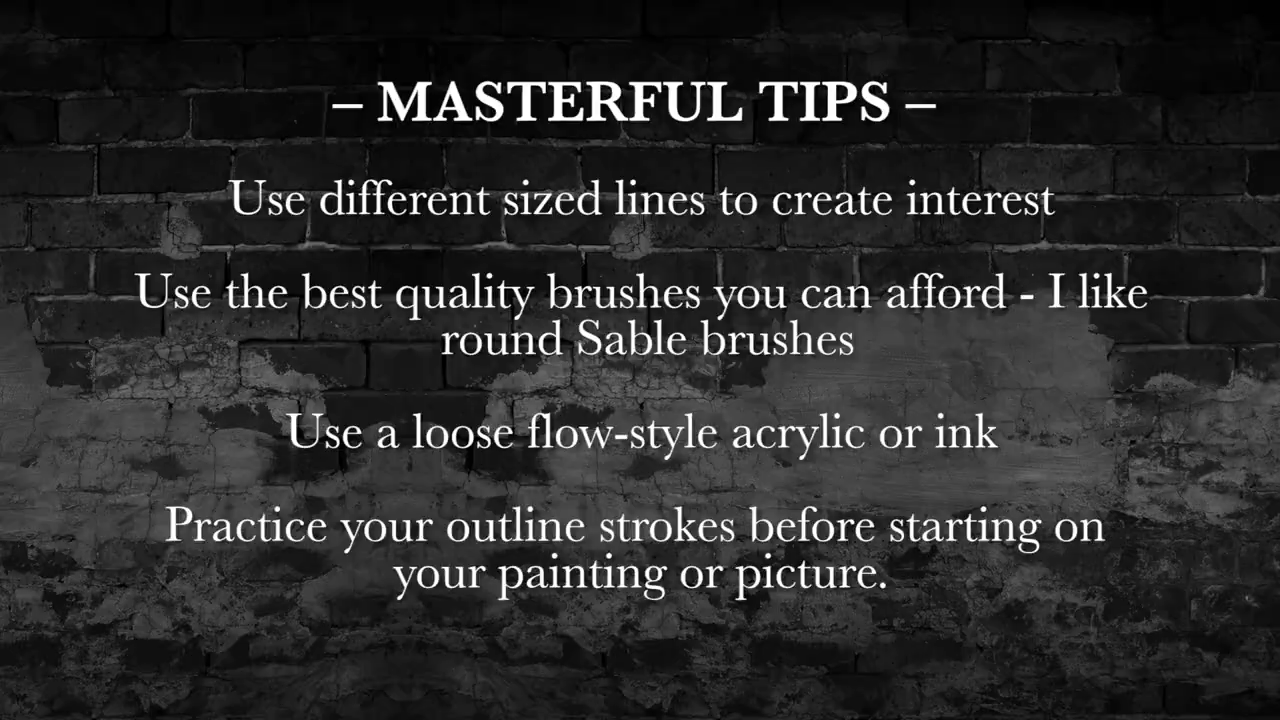 – MASTERFUL TIPS –
Use different sized lines to create interest
Use the best quality brushes you can afford - I like
round Sable brushes
Use a loose flow-style acrylic or ink
Practice your outline strokes before starting on
your painting or picture.